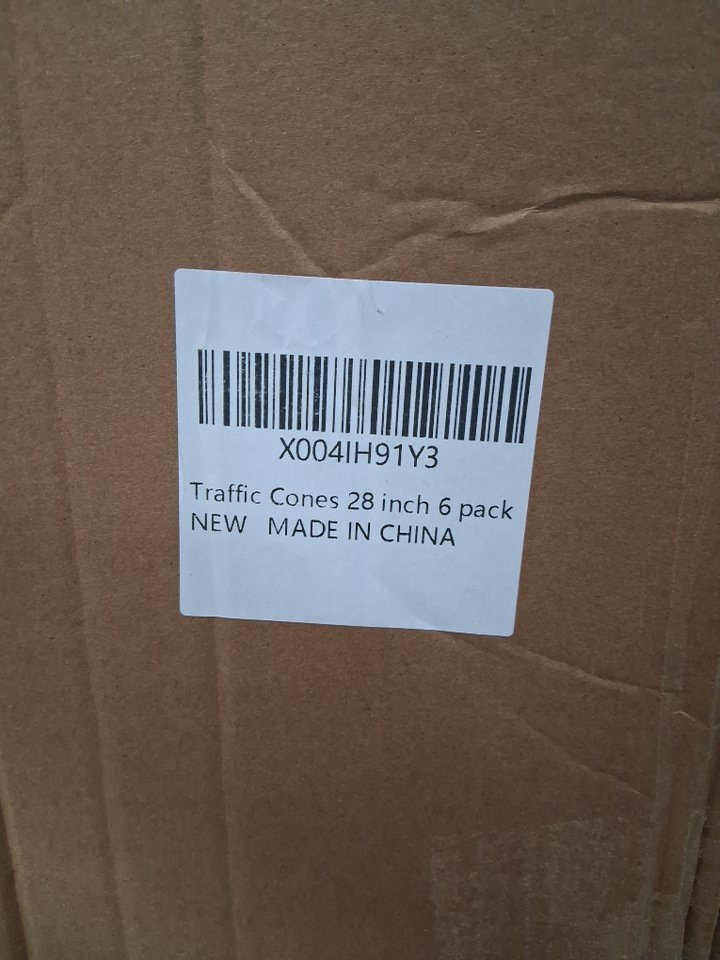 X004IH91Y3
Traffic Cones 28 inch 6 pack
NEW MADE IN CHINA